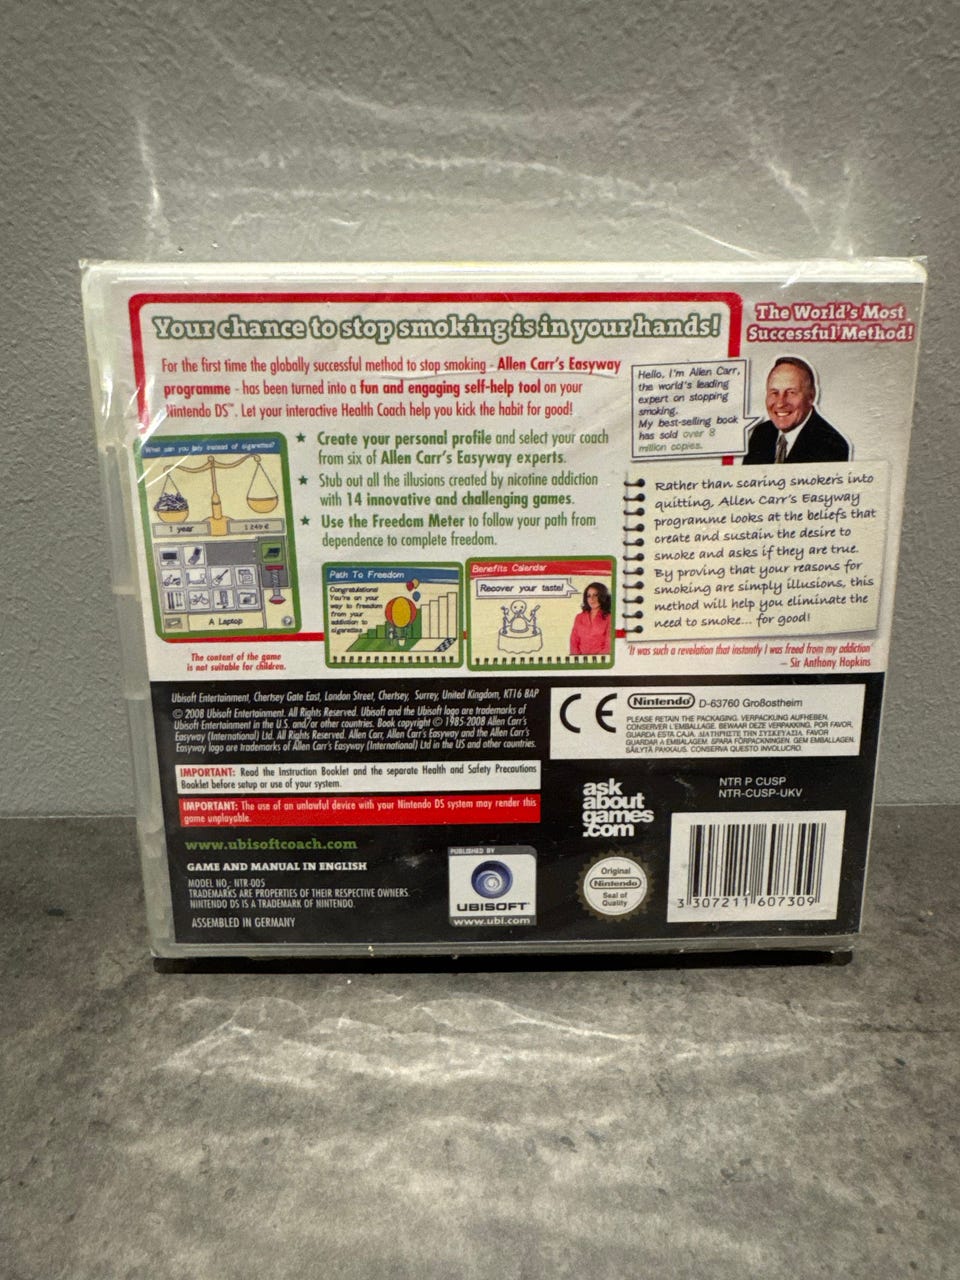 Your chance to stop smoking is in your hands!
The World's Most
Successful Method!
For the first time the globally successful method to stop smoking - Allen Carr's Easyway
programme - has been turned into a fun and engaging self-help tool on your
Nintendo DS™. Let your interactive Health Coach help you kick the habit for good!
Hello, I'm Allen Carr,
the world's leading
expert on stopping
smoking.
My best-selling book
has sold over 8
million copies.
What can you buy instead of cigarettes?
1 year
A Laptop
★ Create your personal profile and select your coach
from six of Allen Carr's Easyway experts.
★ Stub out all the illusions created by nicotine addiction
with 14 innovative and challenging games.
★ Use the Freedom Meter to follow your path from
dependence to complete freedom.
Rather than scaring smokers into
quitting, Allen Carr's Easyway
programme looks at the beliefs that
create and sustain the desire to
smoke and asks if they are true.
By proving that your reasons for
smoking are simply illusions, this
method will help you eliminate the
need to smoke... for good!
Path To Freedom
Congratulations!
You're on your
way to freedom
from your
addiction to
cigarettes
Benefits Calendar
Recover your taste!
The content of the game
is not suitable for children.
"It was such a revelation that instantly I was freed from my addiction"
– Sir Anthony Hopkins
Ubisoft Entertainment, Chertsey Gate East, London Street, Chertsey, Surrey, United Kingdom, KT16 8AP
© 2008 Ubisoft Entertainment. All Rights Reserved. Ubisoft and the Ubisoft logo are trademarks of
Ubisoft Entertainment in the U.S. and/or other countries. Book copyright © 1985-2008 Allen Carr's
Easyway (International) Ltd. All Rights Reserved. Allen Carr, Allen Carr's Easyway and the Allen Carr's
Easyway logo are trademarks of Allen Carr's Easyway (International) Ltd in the US and other countries.
IMPORTANT: Read the Instruction Booklet and the separate Health and Safety Precautions
Booklet before setup or use of your system.
IMPORTANT: The use of an unlawful device with your Nintendo DS system may render this
game unplayable.
www.ubisoftcoach.com
GAME AND MANUAL IN ENGLISH
MODEL NO.: NTR-005
TRADEMARKS ARE PROPERTIES OF THEIR RESPECTIVE OWNERS.
NINTENDO DS IS A TRADEMARK OF NINTENDO.
ASSEMBLED IN GERMANY
PUBLISHED BY
UBISOFT
www.ubi.com
CE
Nintendo D-63760 Großostheim
PLEASE RETAIN THE PACKAGING. VERPACKUNG AUFHEBEN.
CONSERVER L'EMBALLAGE. BEWAAR DEZE VERPAKKING. POR FAVOR,
GUARDA ESTA CAJA. ΔΙΑΤΗΡΗΣΤΕ ΤΗΝ ΣΥΣΚΕΥΑΣΙΑ. FAVOR
GUARDAR A EMBALAGEM. SPARA FÖRPACKNINGEN. GEM EMBALLAGEN.
SÄILYTÄ PAKKAUS. CONSERVA QUESTO INVOLUCRO.
ask
about
games
.com
NTR P CUSP
NTR-CUSP-UKV
Original
Nintendo
Seal of
Quality
3 307211 607309